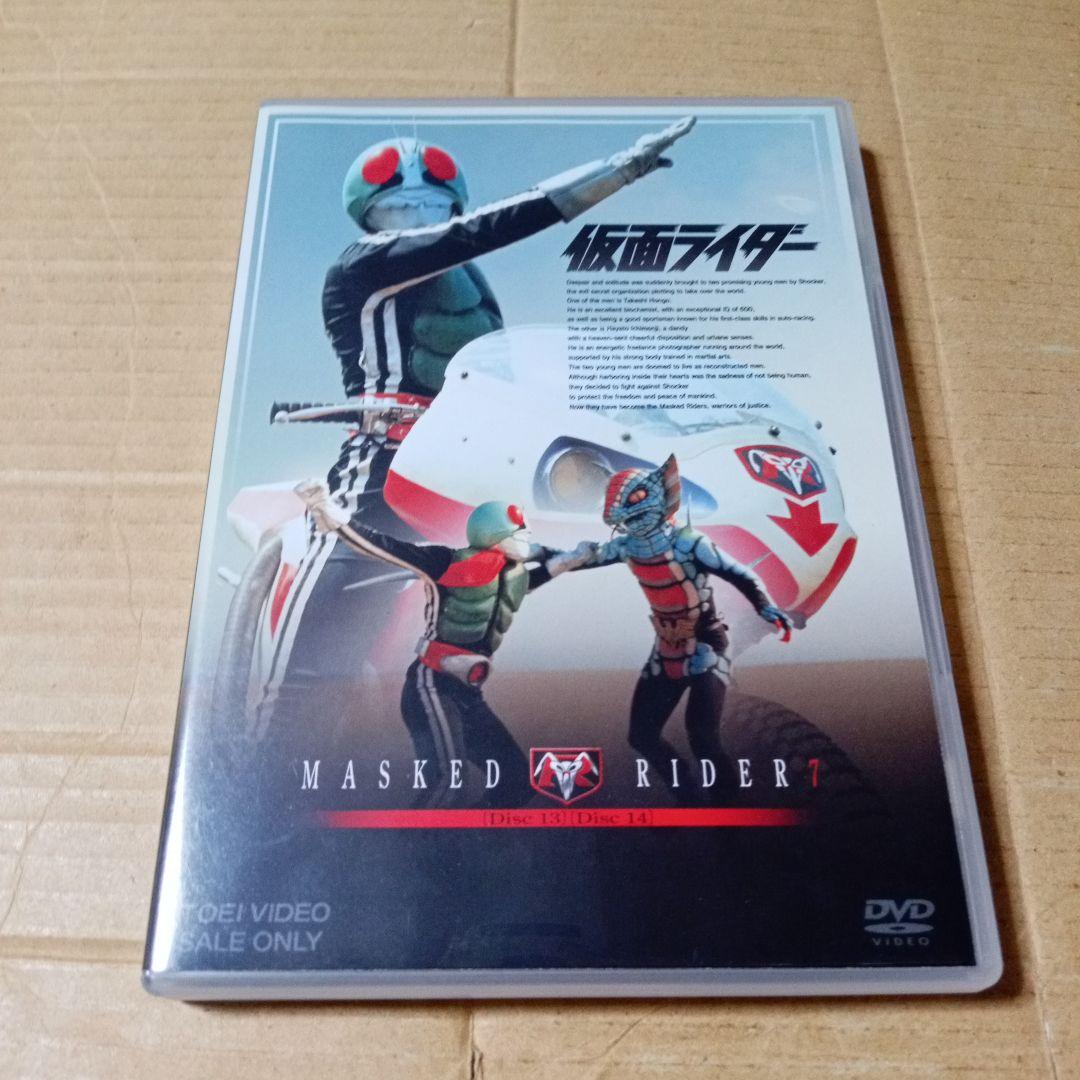 仮面ライダー
Despair and solitude was suddenly brought to two promising young men by Shocker,
the evil secret organization plotting to take over the world.
One of the men is Takeshi Hongo.
He is an excellent biochemist, with an exceptional IQ of 600,
as well as being a good sportsman known for his first-class skills in auto-racing.
The other is Hayato Ichimonji, a dandy
with a heaven-sent cheerful disposition and urbane senses.
He is an energetic freelance photographer running around the world,
supported by his strong body trained in martial arts.
The two young men are doomed to live as reconstructed men.
Although harboring inside their hearts was the sadness of not being human,
they decided to fight against Shocker
to protect the freedom and peace of mankind.
Now they have become the Masked Riders, warriors of justice.
MASKED RIDER 7
[Disc 13] [Disc 14]
TOEI VIDEO
SALE ONLY
DVD
VIDEO